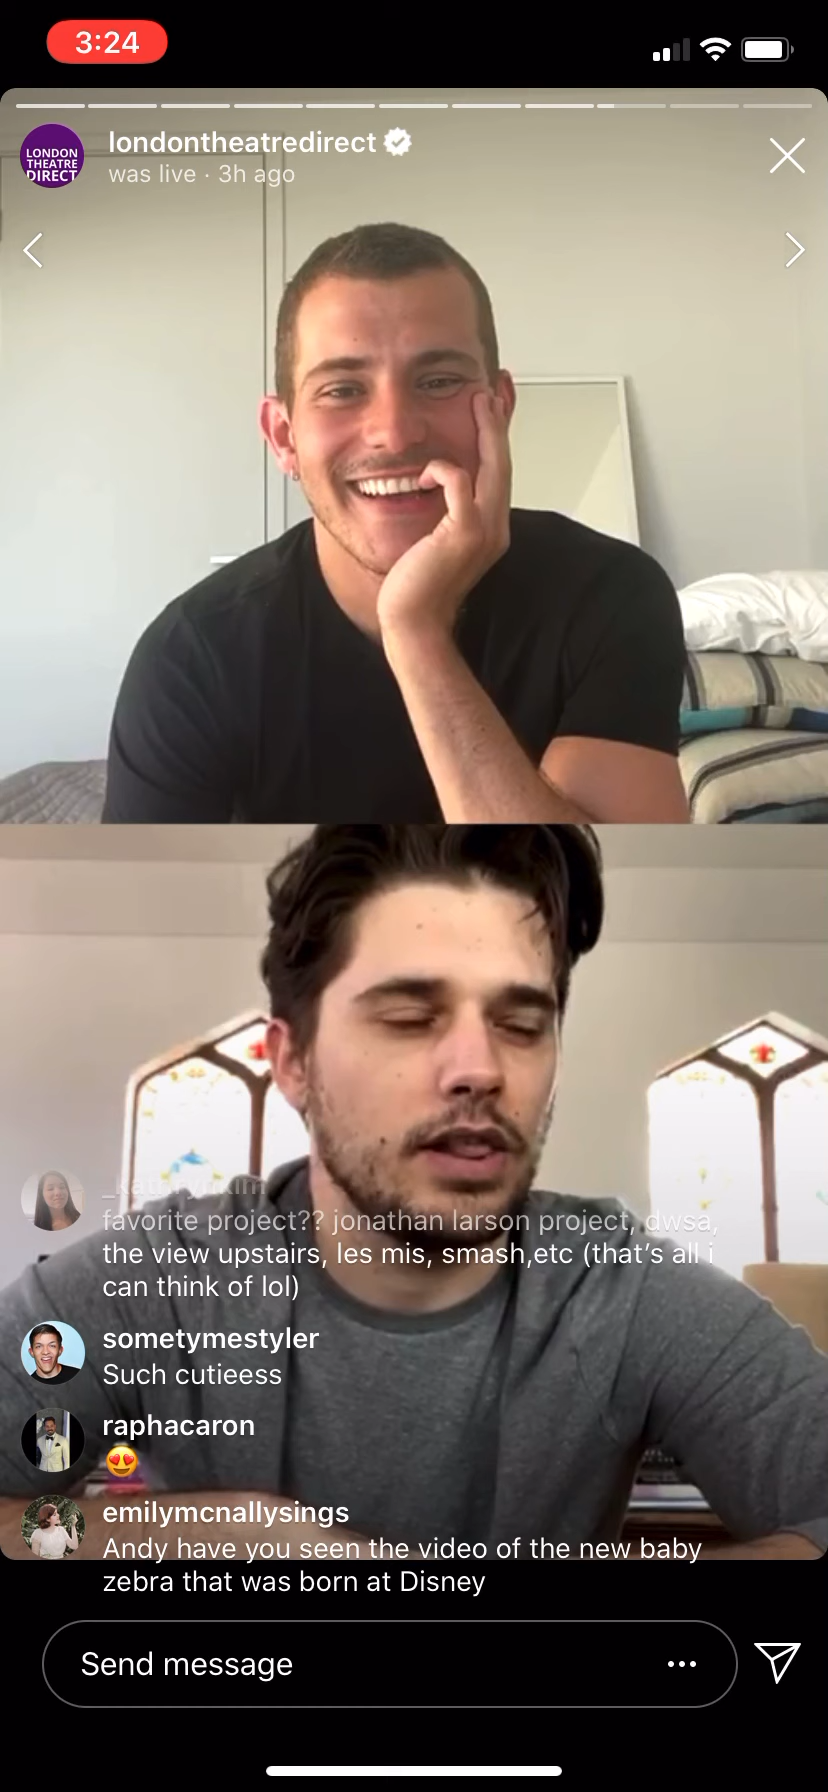 3:24
LONDON
THEATRE
DIRECT
londontheatredirect
was live · 3h ago
_kathrynkim
favorite project?? jonathan larson project, dwsa,
the view upstairs, les mis, smash,etc (that’s all i
can think of lol)
sometymestyler
Such cutieess
raphacaron
😍
emilymcnallysings
Andy have you seen the video of the new baby
zebra that was born at Disney
Send message